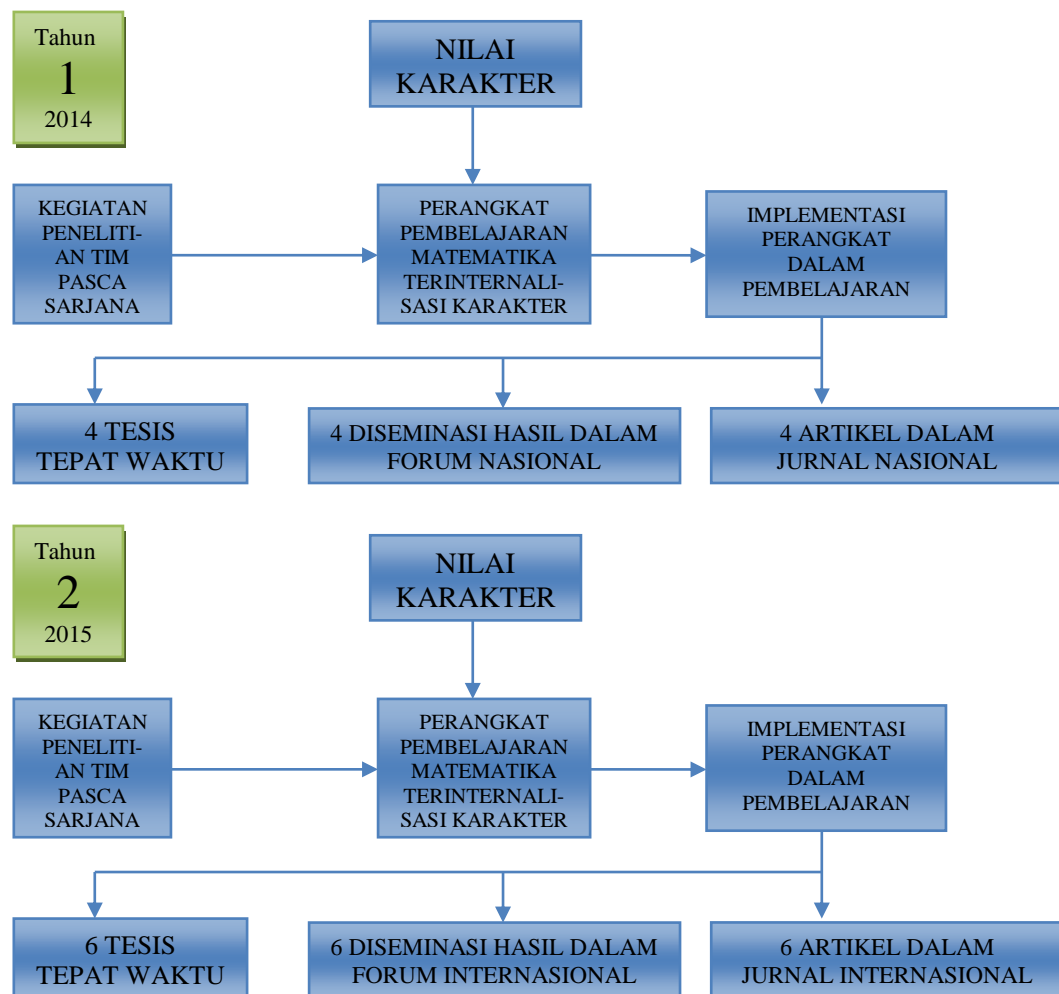 Tahun
1
2014
NILAI
KARAKTER
KEGIATAN
PENELITI-
AN TIM
PASCA
SARJANA
PERANGKAT
PEMBELAJARAN
MATEMATIKA
TERINTERNALI-
SASI KARAKTER
IMPLEMENTASI
PERANGKAT
DALAM
PEMBELAJARAN
4 TESIS
TEPAT WAKTU
4 DISEMINASI HASIL DALAM
FORUM NASIONAL
4 ARTIKEL DALAM
JURNAL NASIONAL
Tahun
2
2015
NILAI
KARAKTER
KEGIATAN
PENELITI-
AN TIM
PASCA
SARJANA
PERANGKAT
PEMBELAJARAN
MATEMATIKA
TERINTERNALI-
SASI KARAKTER
IMPLEMENTASI
PERANGKAT
DALAM
PEMBELAJARAN
6 TESIS
TEPAT WAKTU
6 DISEMINASI HASIL DALAM
FORUM INTERNASIONAL
6 ARTIKEL DALAM
JURNAL INTERNASIONAL